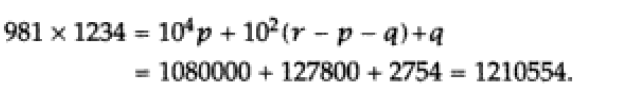 981 × 1234 = 10⁴p + 10²(r − p − q) + q
= 1080000 + 127800 + 2754 = 1210554.